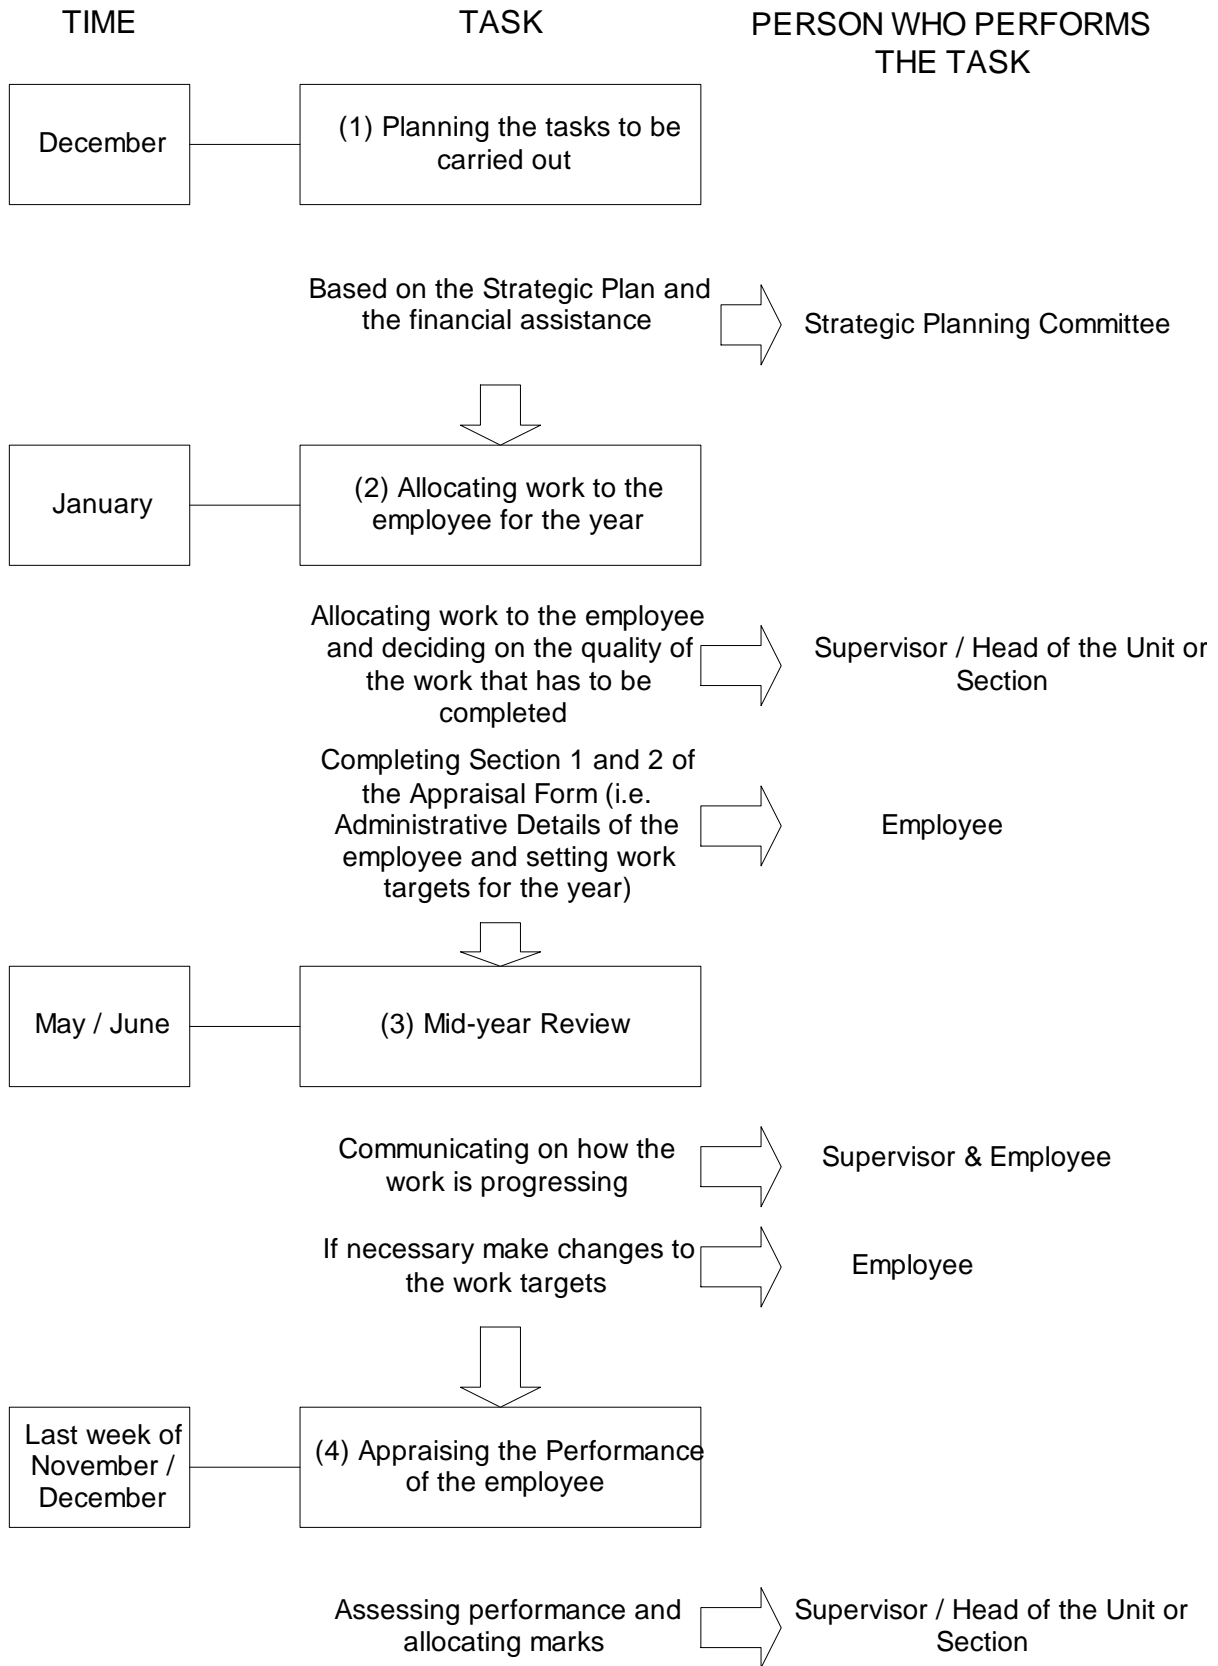 TIME
TASK
PERSON WHO PERFORMS
THE TASK
December
(1) Planning the tasks to be
carried out
Based on the Strategic Plan and
the financial assistance
Strategic Planning Committee
January
(2) Allocating work to the
employee for the year
Allocating work to the employee
and deciding on the quality of
the work that has to be
completed
Supervisor / Head of the Unit or
Section
Completing Section 1 and 2 of
the Appraisal Form (i.e.
Administrative Details of the
employee and setting work
targets for the year)
Employee
May / June
(3) Mid-year Review
Communicating on how the
work is progressing
Supervisor & Employee
If necessary make changes to
the work targets
Employee
Last week of
November /
December
(4) Appraising the Performance
of the employee
Assessing performance and
allocating marks
Supervisor / Head of the Unit or
Section